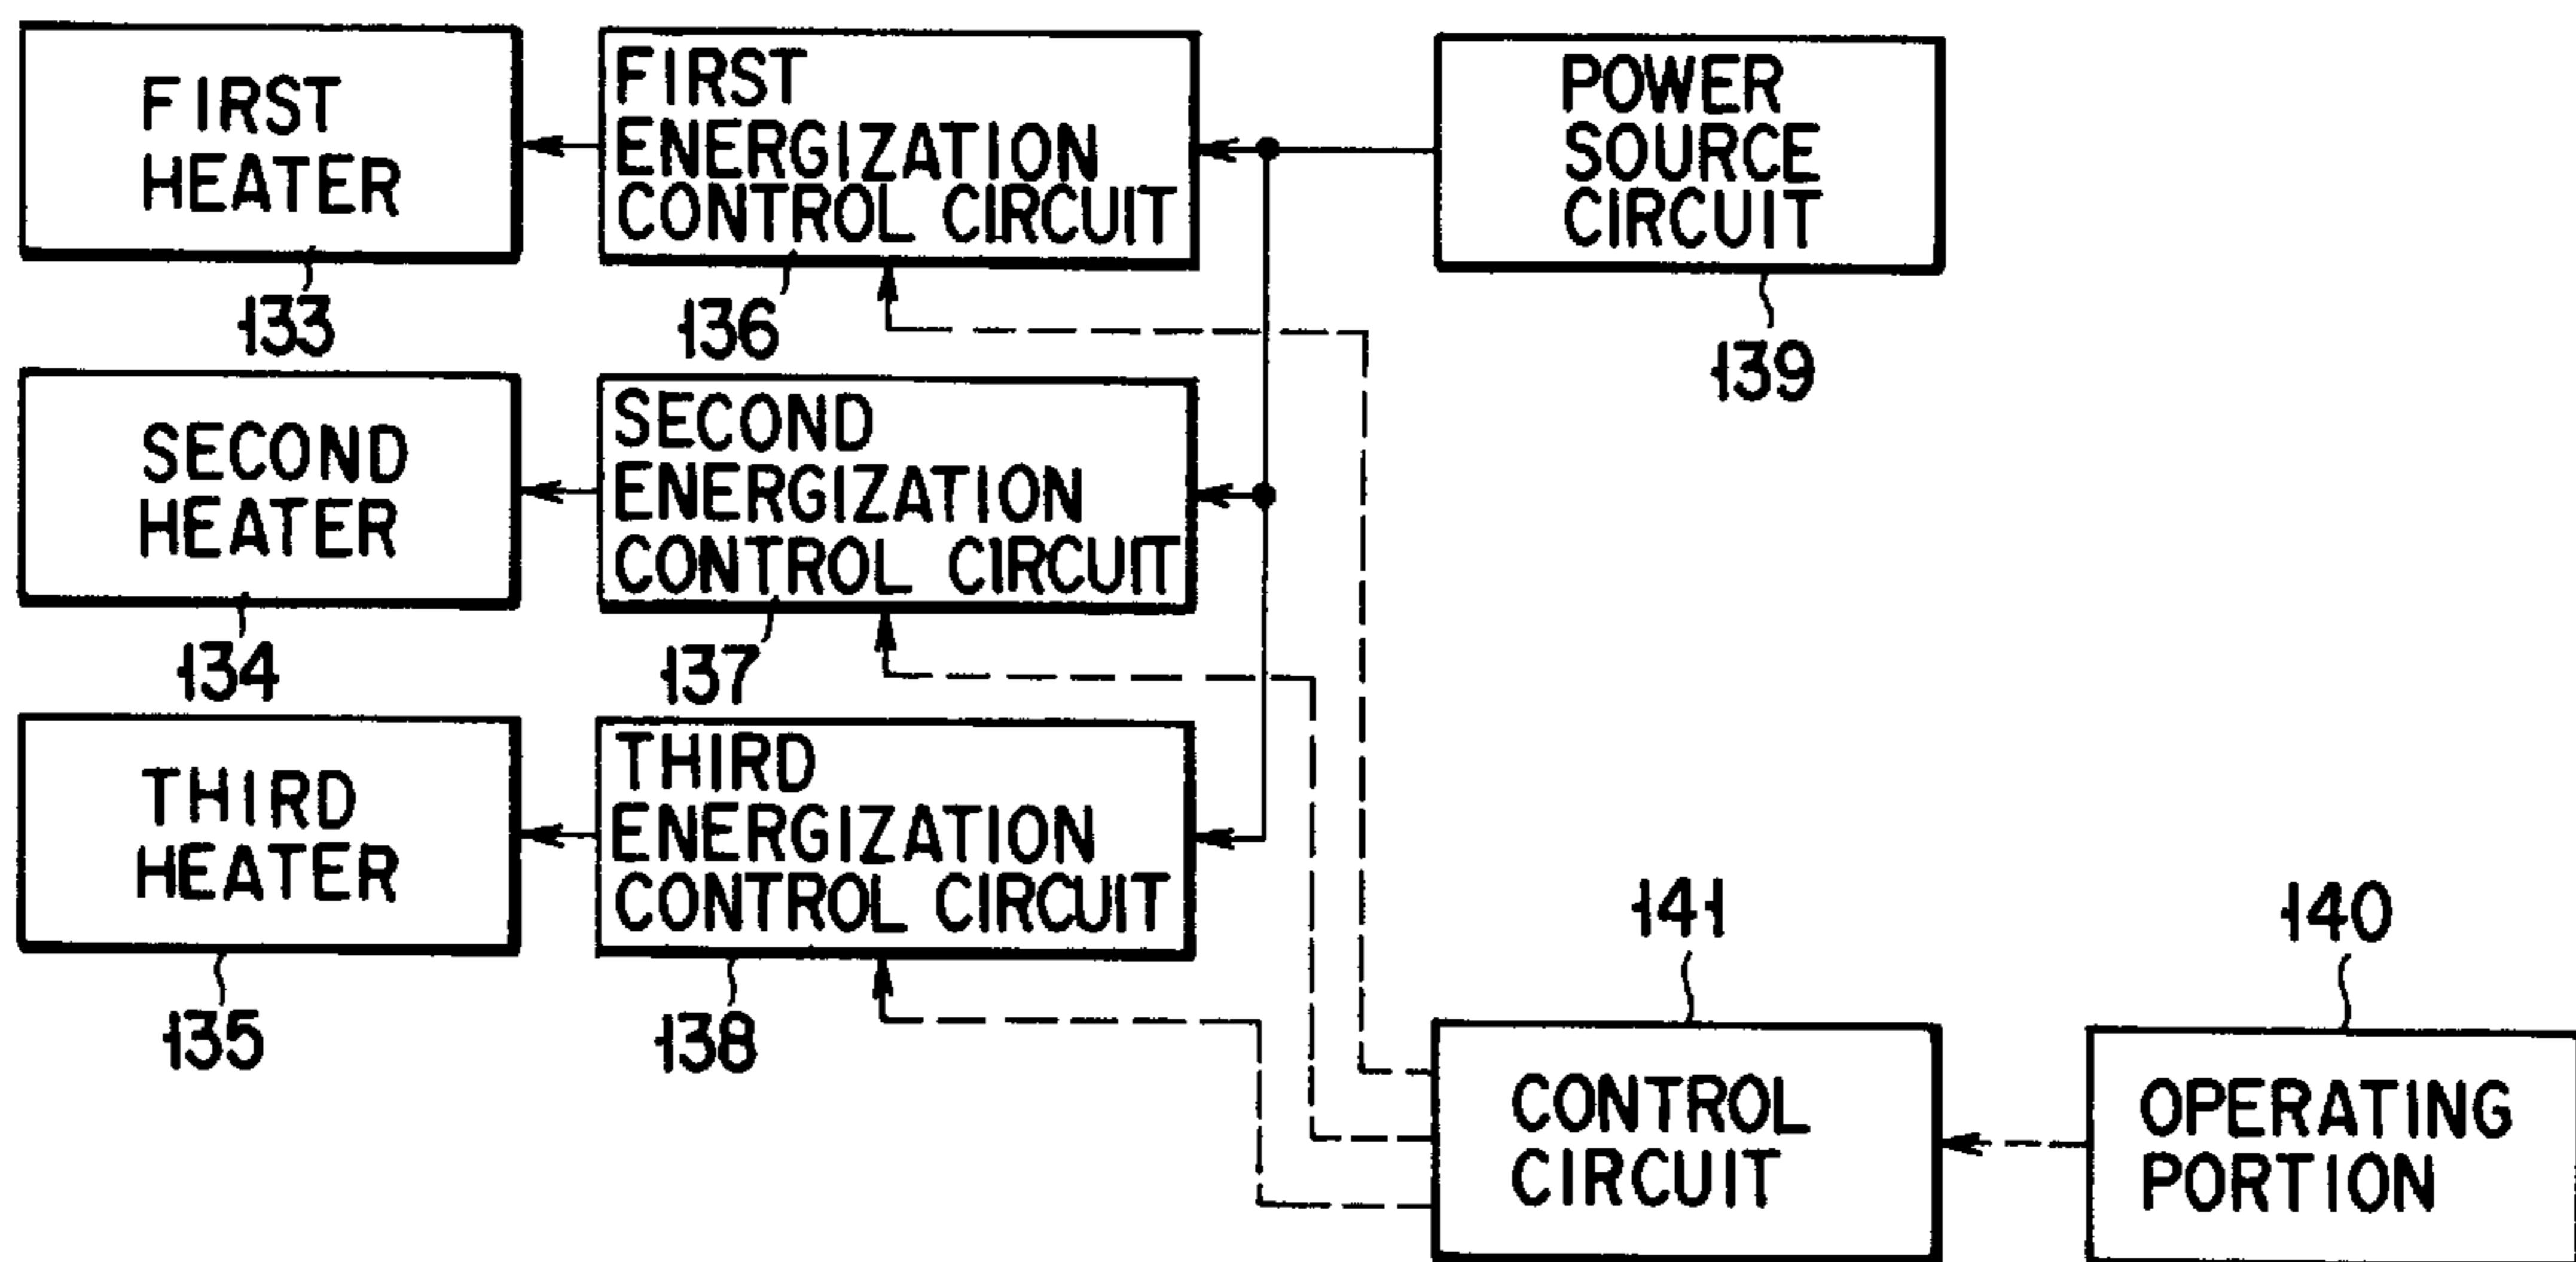 FIRST
HEATER
133
FIRST
ENERGIZATION
CONTROL CIRCUIT
136
POWER
SOURCE
CIRCUIT
139
SECOND
HEATER
134
SECOND
ENERGIZATION
CONTROL CIRCUIT
137
THIRD
HEATER
135
THIRD
ENERGIZATION
CONTROL CIRCUIT
138
141
CONTROL
CIRCUIT
140
OPERATING
PORTION